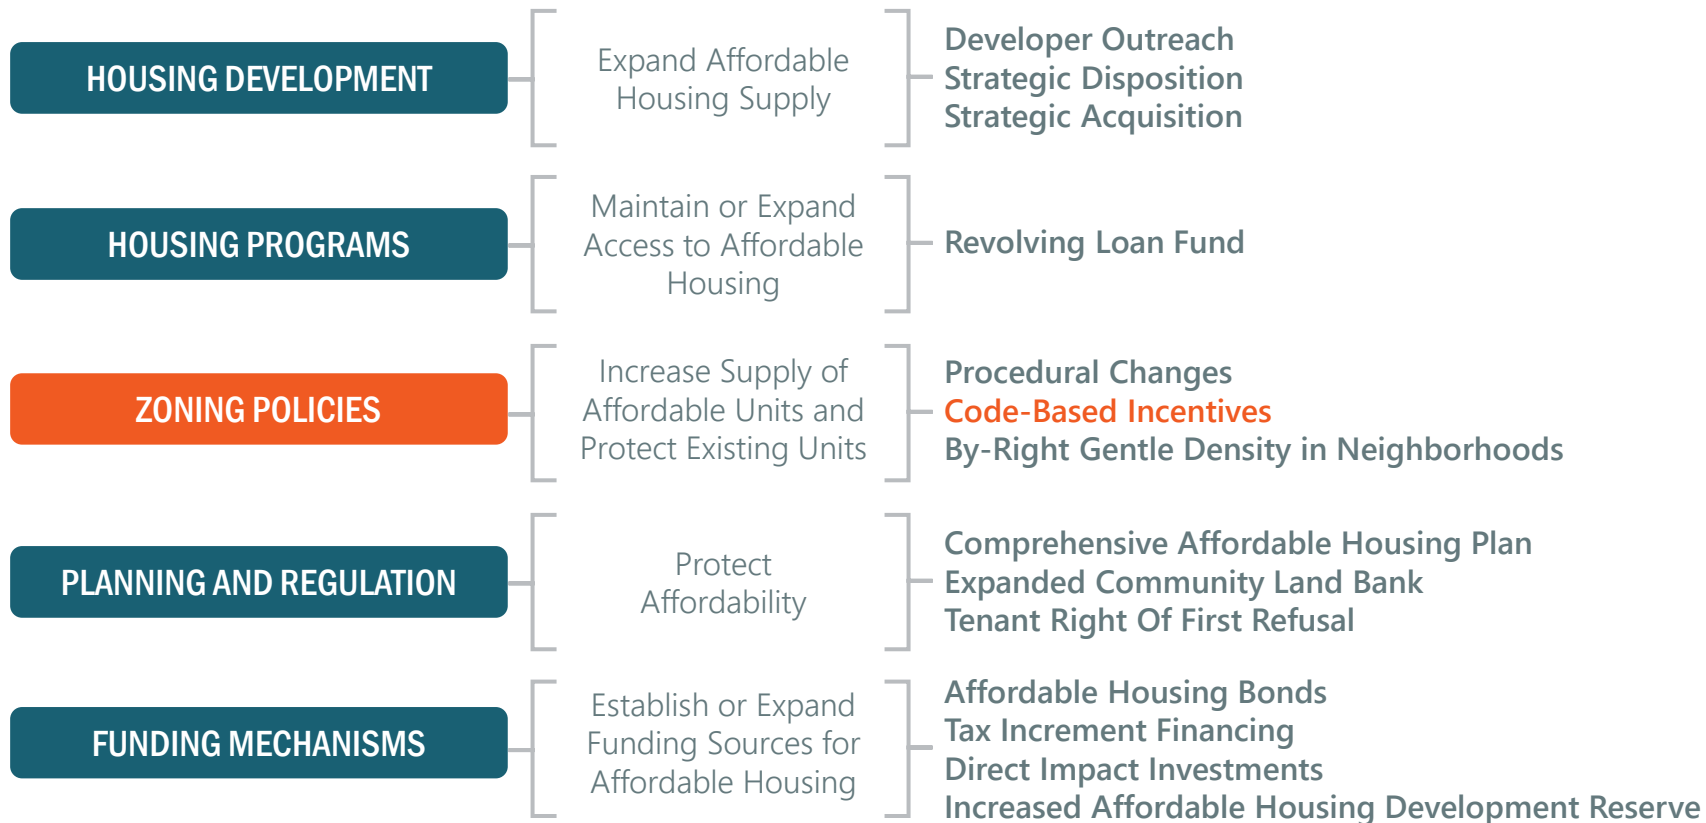 HOUSING DEVELOPMENT
Expand Affordable
Housing Supply
Developer Outreach
Strategic Disposition
Strategic Acquisition
HOUSING PROGRAMS
Maintain or Expand
Access to Affordable
Housing
Revolving Loan Fund
ZONING POLICIES
Increase Supply of
Affordable Units and
Protect Existing Units
Procedural Changes
Code-Based Incentives
By-Right Gentle Density in Neighborhoods
PLANNING AND REGULATION
Protect
Affordability
Comprehensive Affordable Housing Plan
Expanded Community Land Bank
Tenant Right Of First Refusal
FUNDING MECHANISMS
Establish or Expand
Funding Sources for
Affordable Housing
Affordable Housing Bonds
Tax Increment Financing
Direct Impact Investments
Increased Affordable Housing Development Reserve